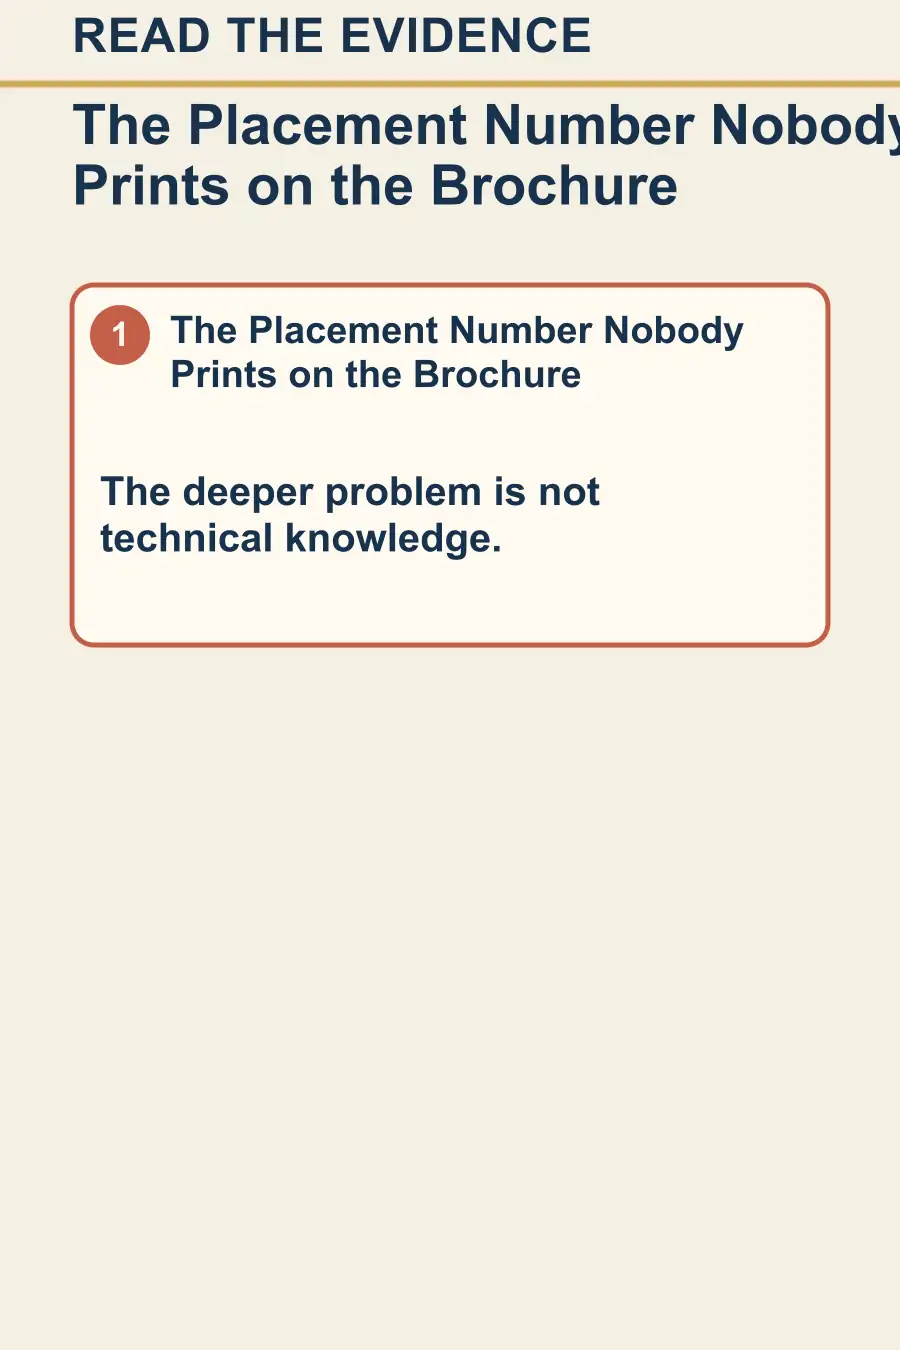 READ THE EVIDENCE
The Placement Number Nobody
Prints on the Brochure
1
The Placement Number Nobody
Prints on the Brochure
The deeper problem is not
technical knowledge.